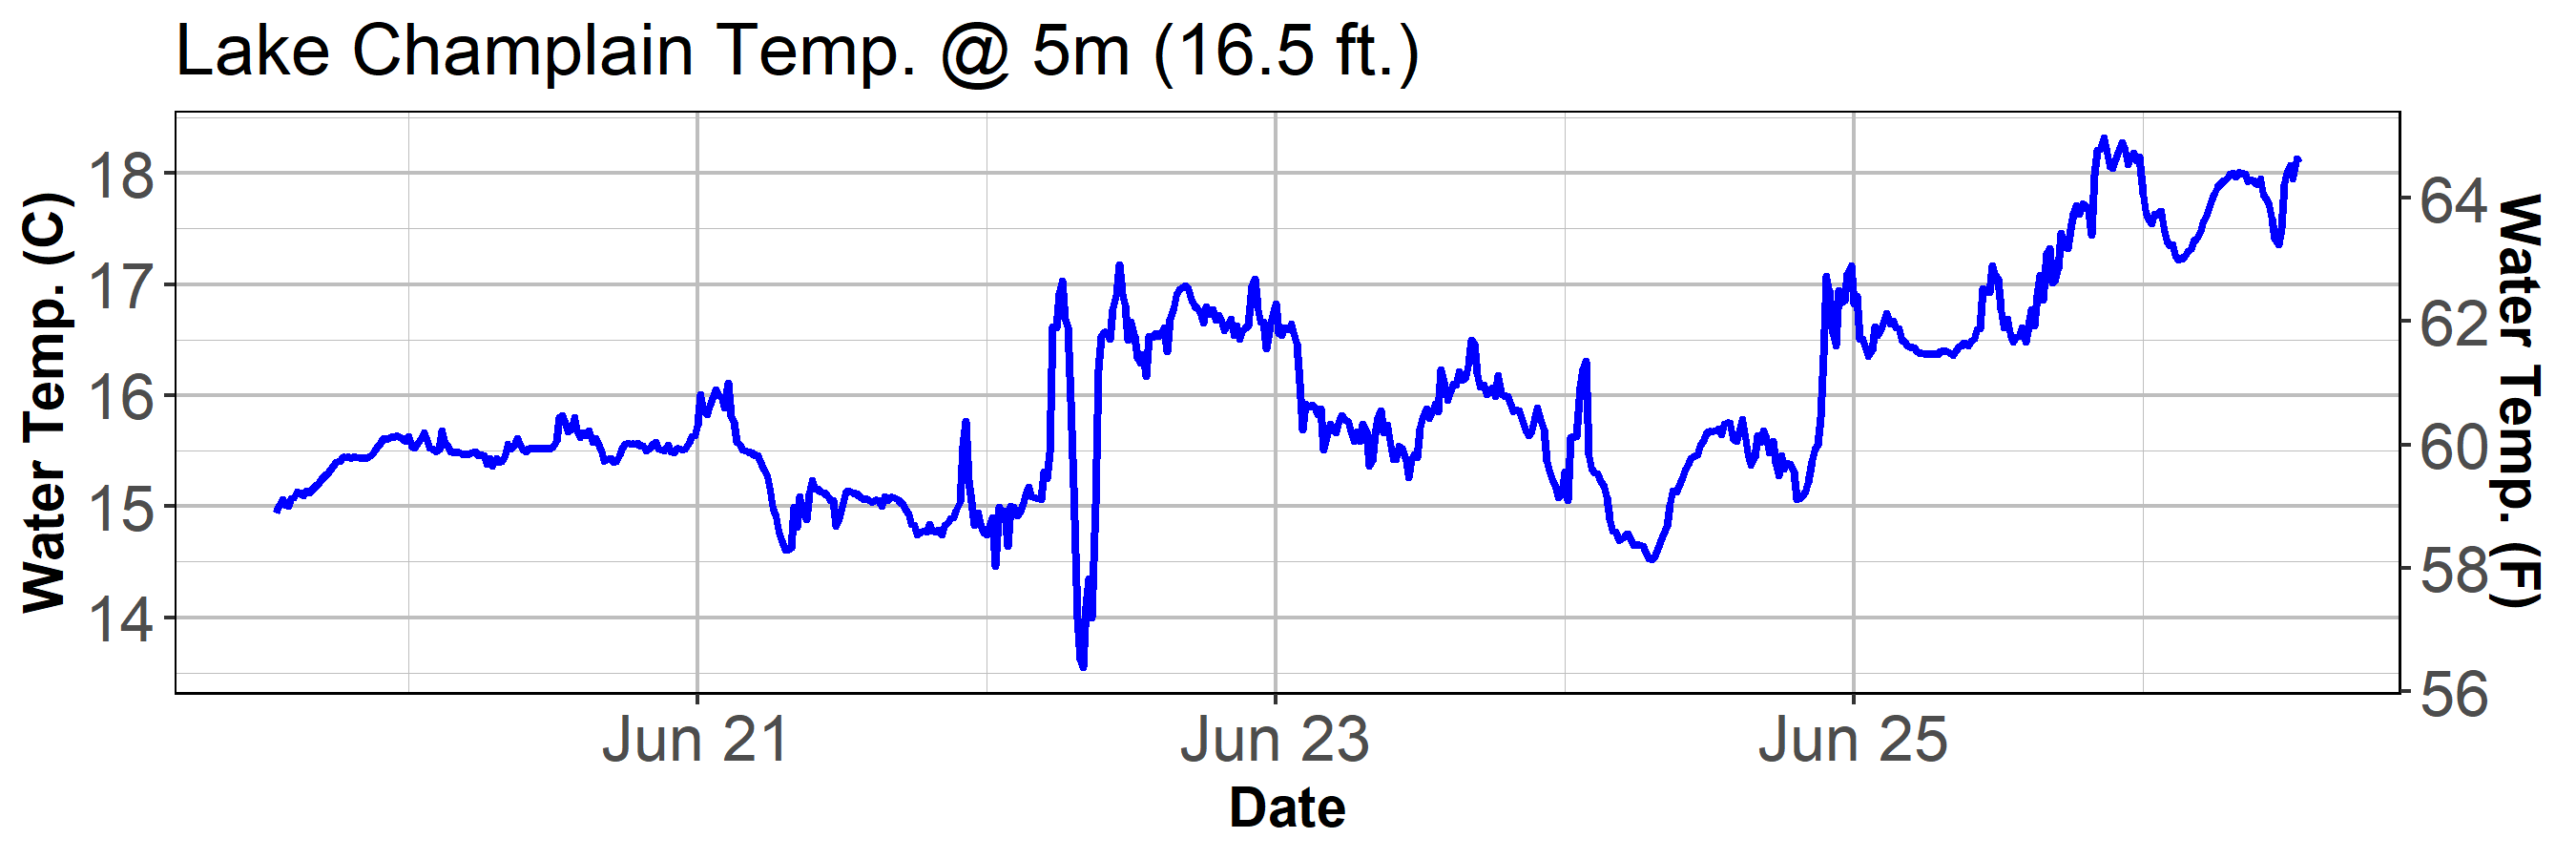 Lake Champlain Temp. @ 5m (16.5 ft.)
Water Temp. (C)
18
17
16
15
14
64
62
60
58
56
Water Temp. (F)
Jun 21 Jun 23 Jun 25
Date